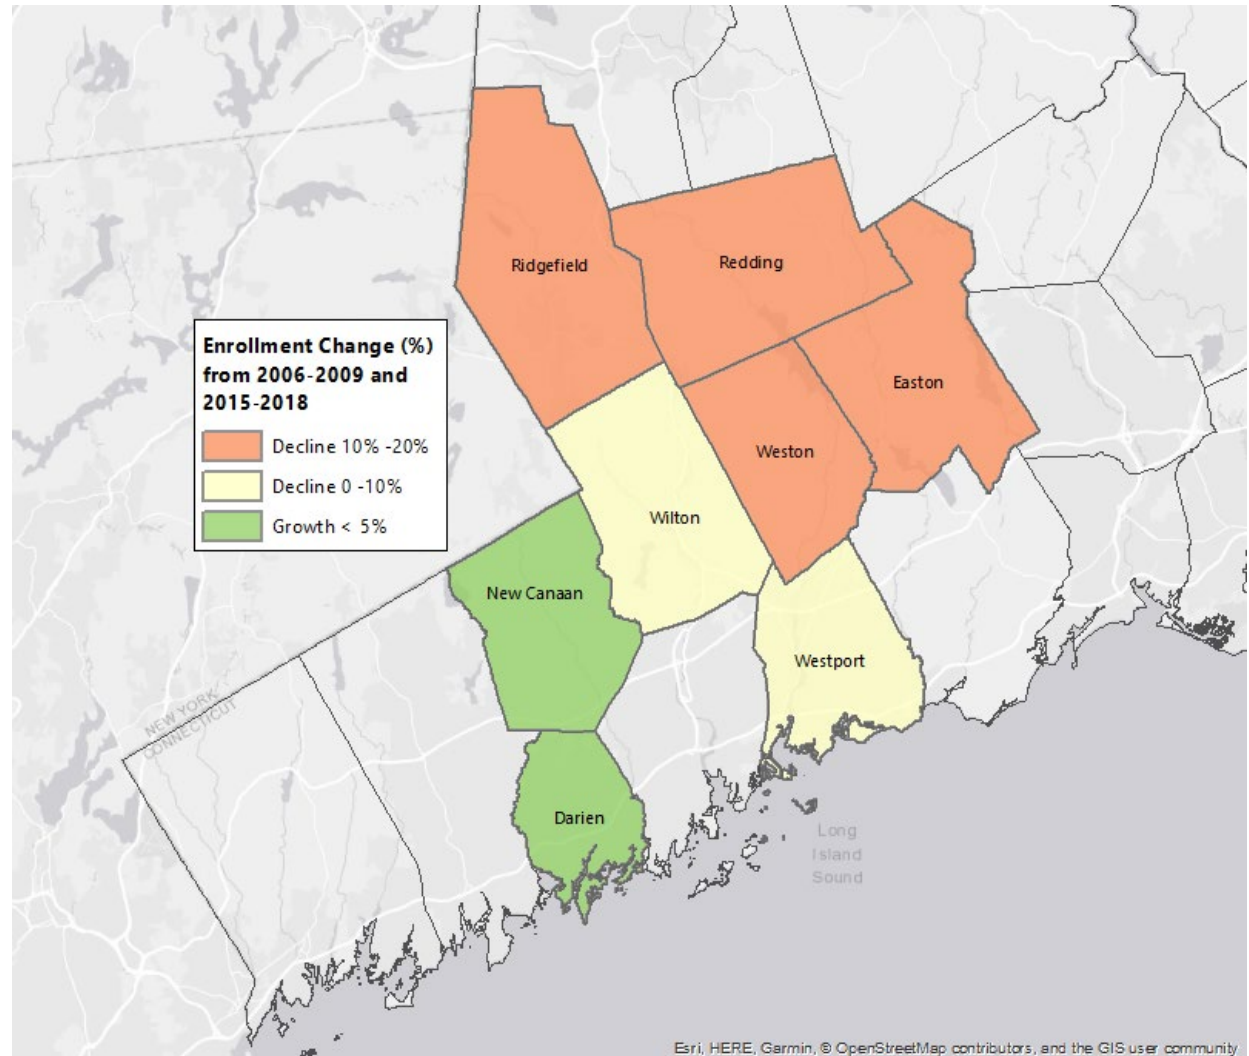 Ridgefield
Redding
Easton
Weston
Wilton
New Canaan
Westport
Darien
Enrollment Change (%)
from 2006-2009 and
2015-2018
Decline 10% -20%
Decline 0 -10%
Growth < 5%
NEW YORK
CONNECTICUT
Long
Island
Sound
Esri, HERE, Garmin, © OpenStreetMap contributors, and the GIS user community